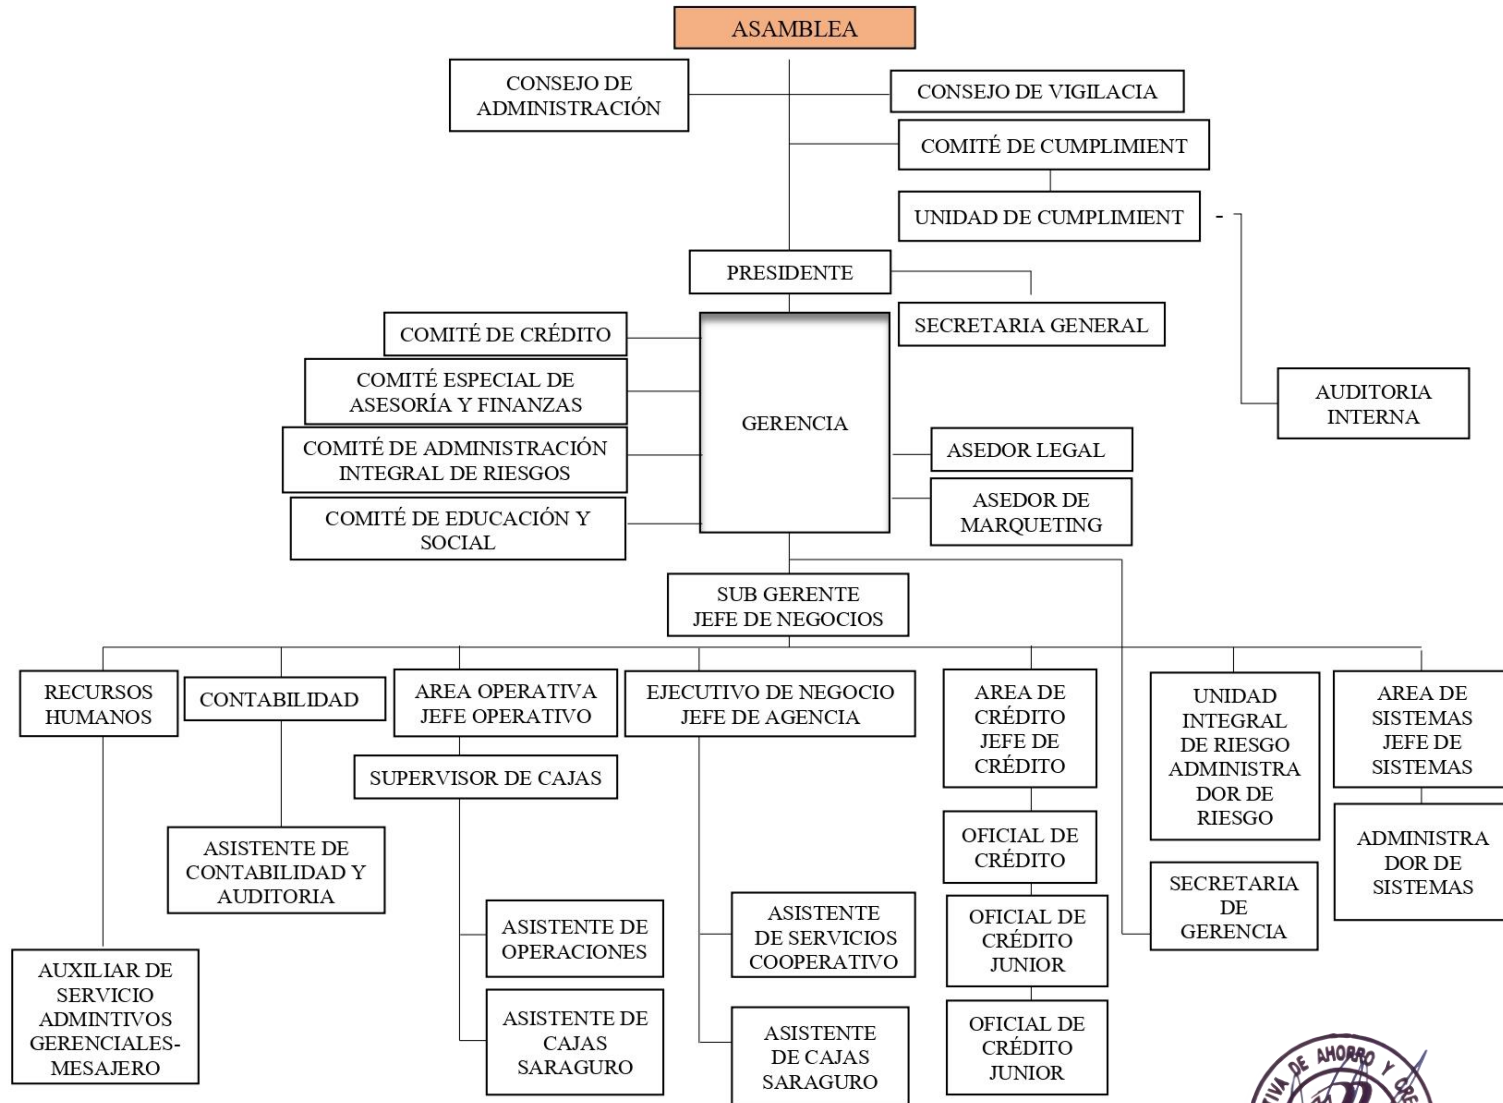 ASAMBLEA
CONSEJO DE
ADMINISTRACIÓN
CONSEJO DE VIGILACIA
COMITÉ DE CUMPLIMIENT
UNIDAD DE CUMPLIMIENT
-
PRESIDENTE
SECRETARIA GENERAL
COMITÉ DE CRÉDITO
COMITÉ ESPECIAL DE
ASESORÍA Y FINANZAS
COMITÉ DE ADMINISTRACIÓN
INTEGRAL DE RIESGOS
COMITÉ DE EDUCACIÓN Y
SOCIAL
GERENCIA
AUDITORIA
INTERNA
ASEDOR LEGAL
ASEDOR DE
MARQUETING
SUB GERENTE
JEFE DE NEGOCIOS
RECURSOS
HUMANOS
CONTABILIDAD
AREA OPERATIVA
JEFE OPERATIVO
EJECUTIVO DE NEGOCIO
JEFE DE AGENCIA
AREA DE
CRÉDITO
JEFE DE
CRÉDITO
UNIDAD
INTEGRAL
DE RIESGO
ADMINISTRA
DOR DE
RIESGO
AREA DE
SISTEMAS
JEFE DE
SISTEMAS
SUPERVISOR DE CAJAS
ASISTENTE DE
CONTABILIDAD Y
AUDITORIA
OFICIAL DE
CRÉDITO
ADMINISTRA
DOR DE
SISTEMAS
SECRETARIA
DE
GERENCIA
ASISTENTE DE
OPERACIONES
ASISTENTE
DE SERVICIOS
COOPERATIVO
OFICIAL DE
CRÉDITO
JUNIOR
AUXILIAR DE
SERVICIO
ADMINTIVOS
GERENCIALES-
MESAJERO
ASISTENTE DE
CAJAS
SARAGURO
ASISTENTE
DE CAJAS
SARAGURO
OFICIAL DE
CRÉDITO
JUNIOR
TIVA DE AHORRO Y CRE